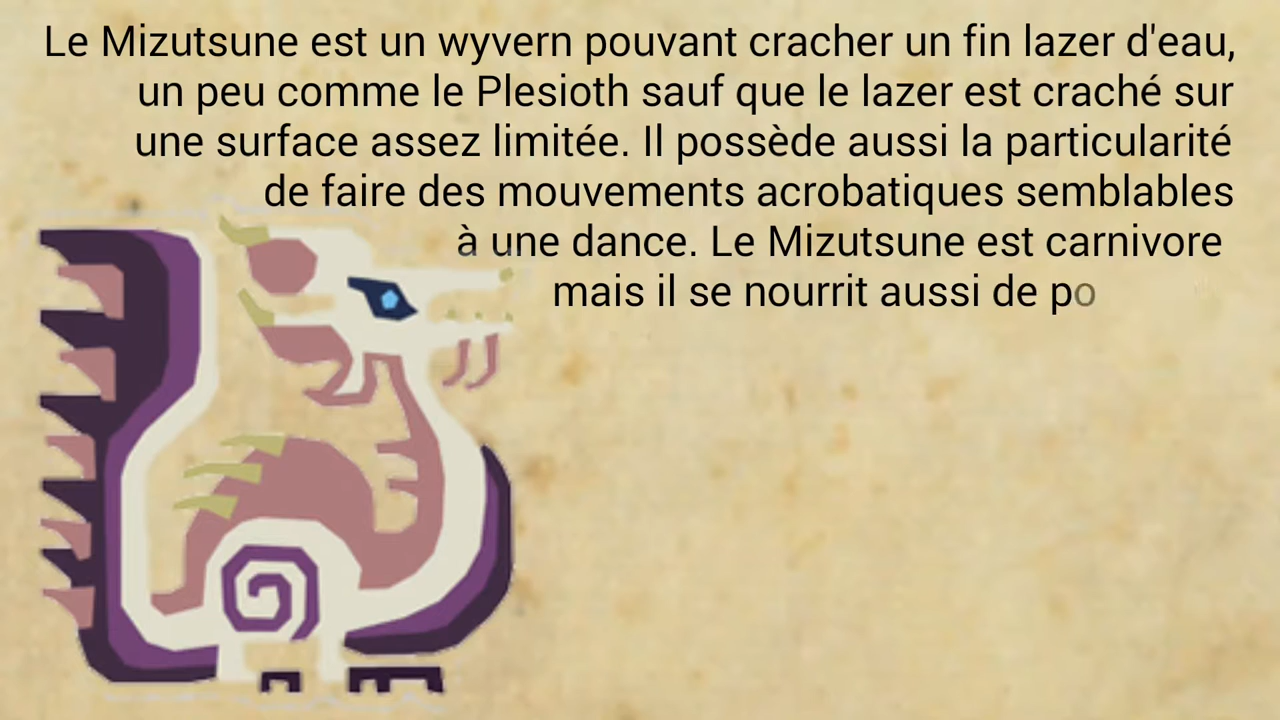 Le Mizutsune est un wyvern pouvant cracher un fin lazer d'eau,
un peu comme le Plesioth sauf que le lazer est craché sur
une surface assez limitée. Il possède aussi la particularité
de faire des mouvements acrobatiques semblables
à une dance. Le Mizutsune est carnivore
mais il se nourrit aussi de po